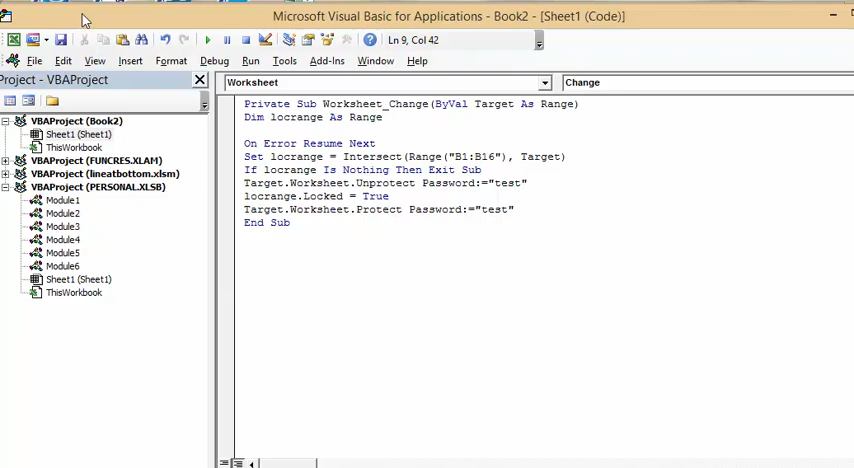 Microsoft Visual Basic for Applications - Book2 - [Sheet1 (Code)]
Ln 9, Col 42
File Edit View Insert Format Debug Run Tools Add-Ins Window Help
Project - VBAProject
Worksheet
Change
VBAProject (Book2)
Sheet1 (Sheet1)
ThisWorkbook
VBAProject (FUNCRES.XLAM)
VBAProject (lineatbottom.xlsm)
VBAProject (PERSONAL.XLSB)
Module1
Module2
Module3
Module4
Module5
Module6
Sheet1 (Sheet1)
ThisWorkbook
Private Sub Worksheet_Change(ByVal Target As Range)
Dim locrange As Range
On Error Resume Next
Set locrange = Intersect(Range("B1:B16"), Target)
If locrange Is Nothing Then Exit Sub
Target.Worksheet.Unprotect Password:="test"
locrange.Locked = True
Target.Worksheet.Protect Password:="test"
End Sub